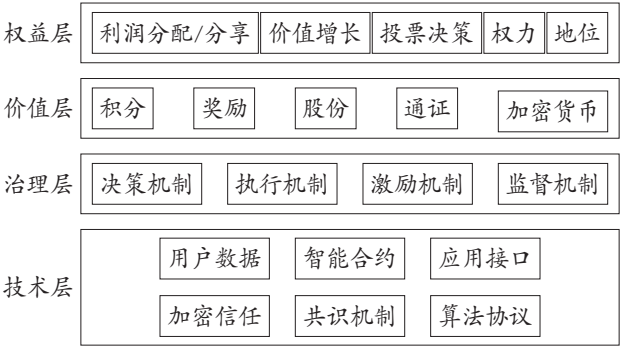 权益层 利润分配/分享 价值增长 投票决策 权力 地位
价值层 积分 奖励 股份 通证 加密货币
治理层 决策机制 执行机制 激励机制 监督机制
用户数据 智能合约 应用接口
技术层
加密信任 共识机制 算法协议